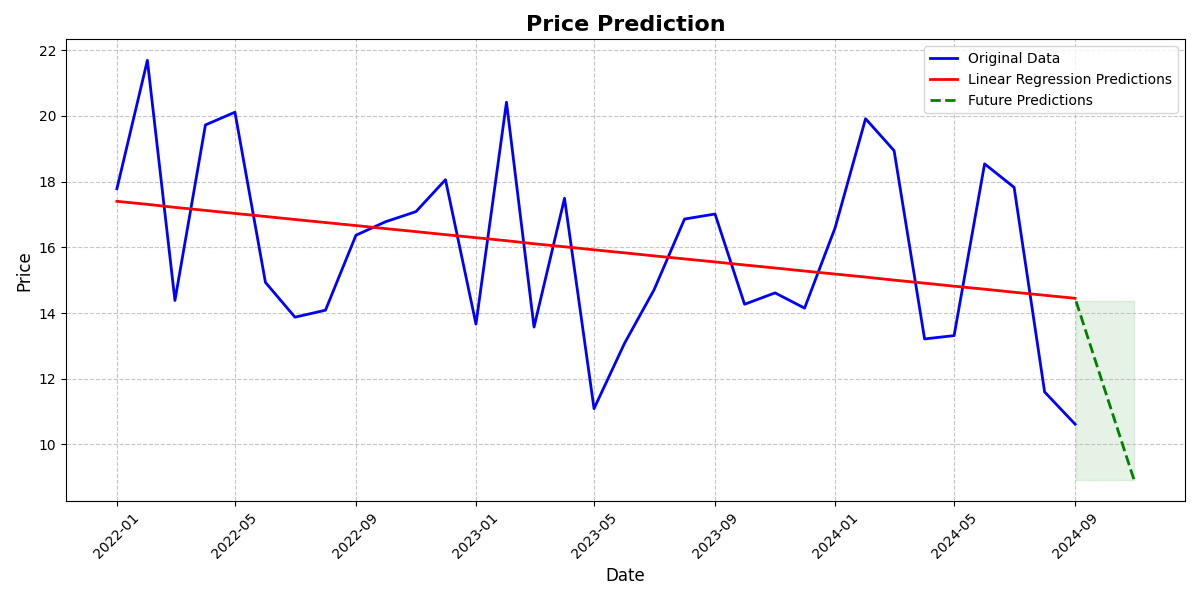 Price Prediction
Original Data
Linear Regression Predictions
Future Predictions
Price
22
20
18
16
14
12
10
2022-01
2022-05
2022-09
2023-01
2023-05
2023-09
2024-01
2024-05
2024-09
Date